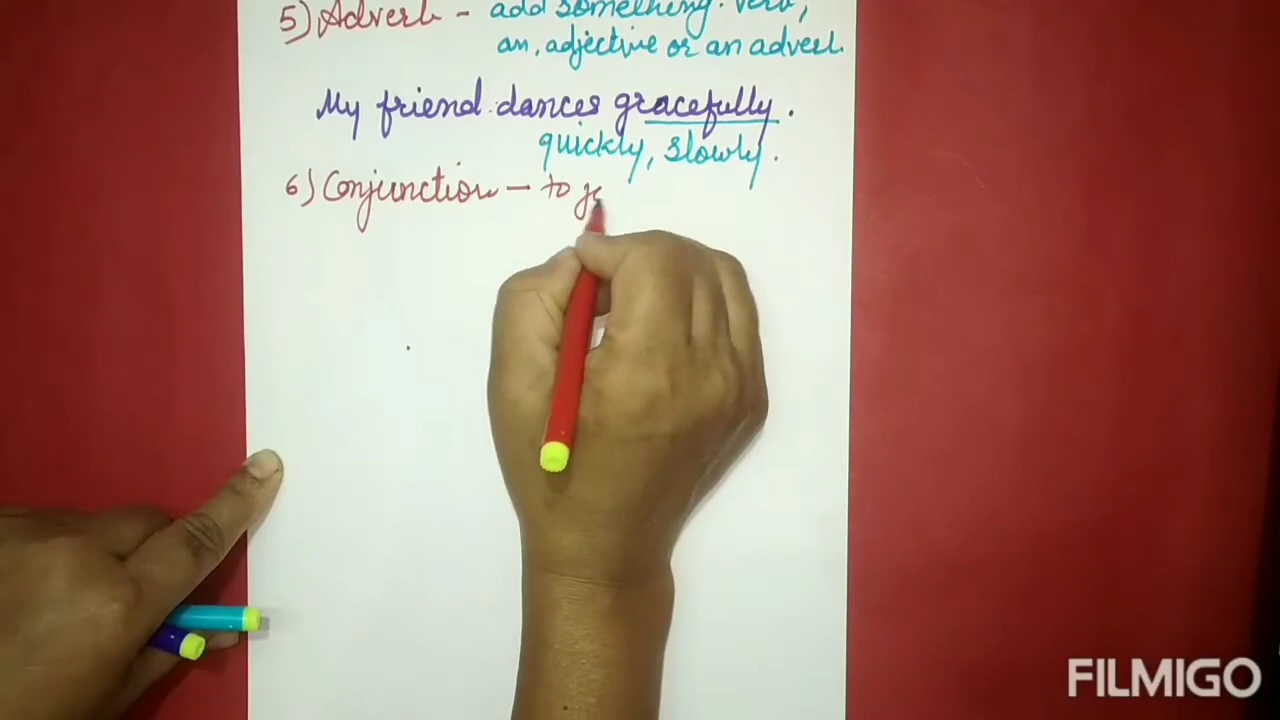 5) Adverb - add something. verb,
an, adjective or an adverb.
My friend dances gracefully.
quickly, slowly.
6) Conjunction - to jo
FILMIGO